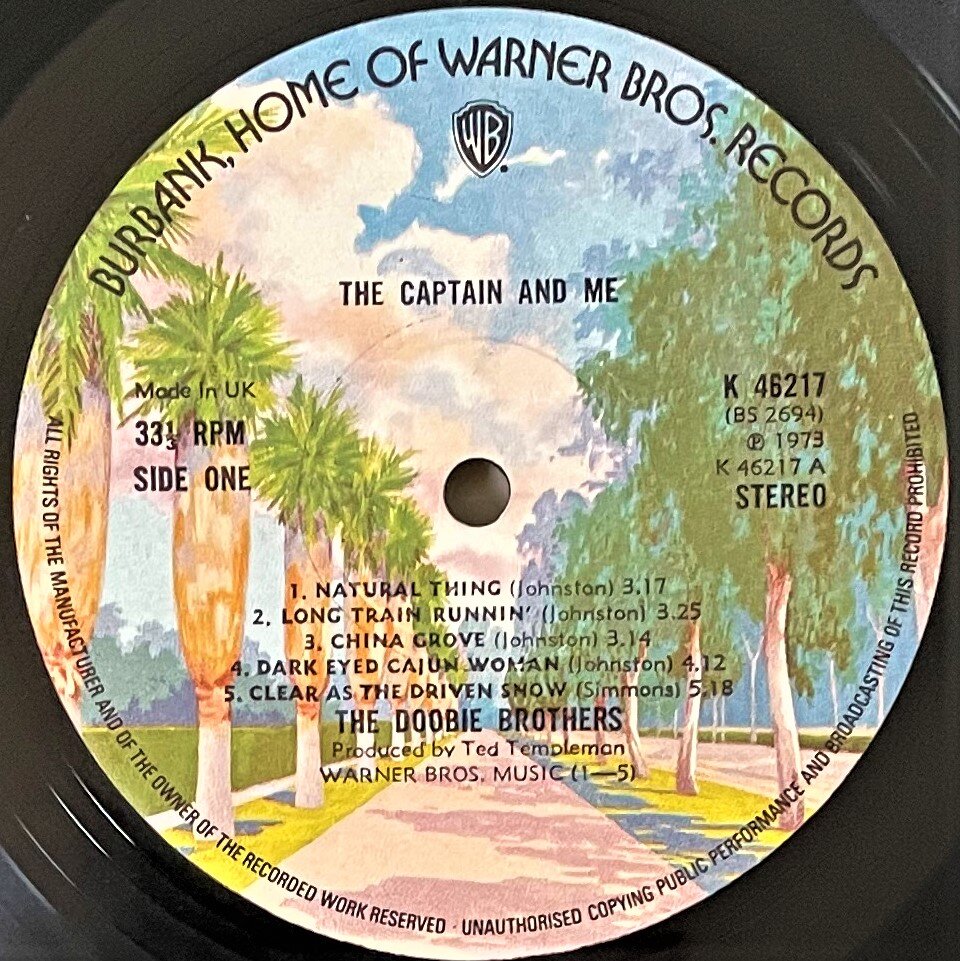 BURBANK, HOME OF WARNER BROS. RECORDS
WB
THE CAPTAIN AND ME
Made In UK
33⅓ RPM
SIDE ONE
K 46217
(BS 2694)
℗ 1973
K 46217 A
STEREO
1. NATURAL THING (Johnston) 3.17
2. LONG TRAIN RUNNIN' (Johnston) 3.25
3. CHINA GROVE (Johnston) 3.14
4. DARK EYED CAJUN WOMAN (Johnston) 4.12
5. CLEAR AS THE DRIVEN SNOW (Simmons) 5.18
THE DOOBIE BROTHERS
Produced by Ted Templeman
WARNER BROS. MUSIC (1—5)
ALL RIGHTS OF THE MANUFACTURER AND OF THE OWNER OF THE RECORDED WORK RESERVED · UNAUTHORISED COPYING PUBLIC PERFORMANCE AND BROADCASTING OF THIS RECORD PROHIBITED